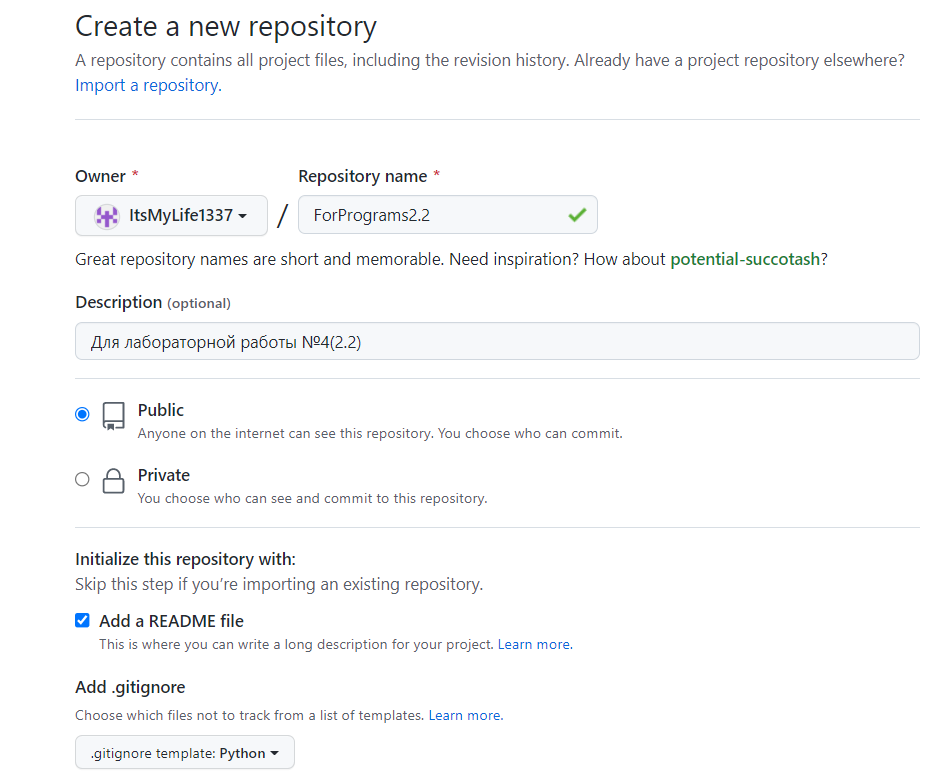 Create a new repository
A repository contains all project files, including the revision history. Already have a project repository elsewhere?
Import a repository.
Owner * Repository name *
ItsMyLife1337 / ForPrograms2.2
Great repository names are short and memorable. Need inspiration? How about potential-succotash?
Description (optional)
Для лабораторной работы №4(2.2)
Public
Anyone on the internet can see this repository. You choose who can commit.
Private
You choose who can see and commit to this repository.
Initialize this repository with:
Skip this step if you’re importing an existing repository.
Add a README file
This is where you can write a long description for your project. Learn more.
Add .gitignore
Choose which files not to track from a list of templates. Learn more.
.gitignore template: Python